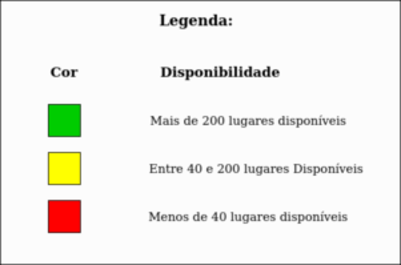 Legenda:
Cor Disponibilidade
Mais de 200 lugares disponíveis
Entre 40 e 200 lugares Disponíveis
Menos de 40 lugares disponíveis